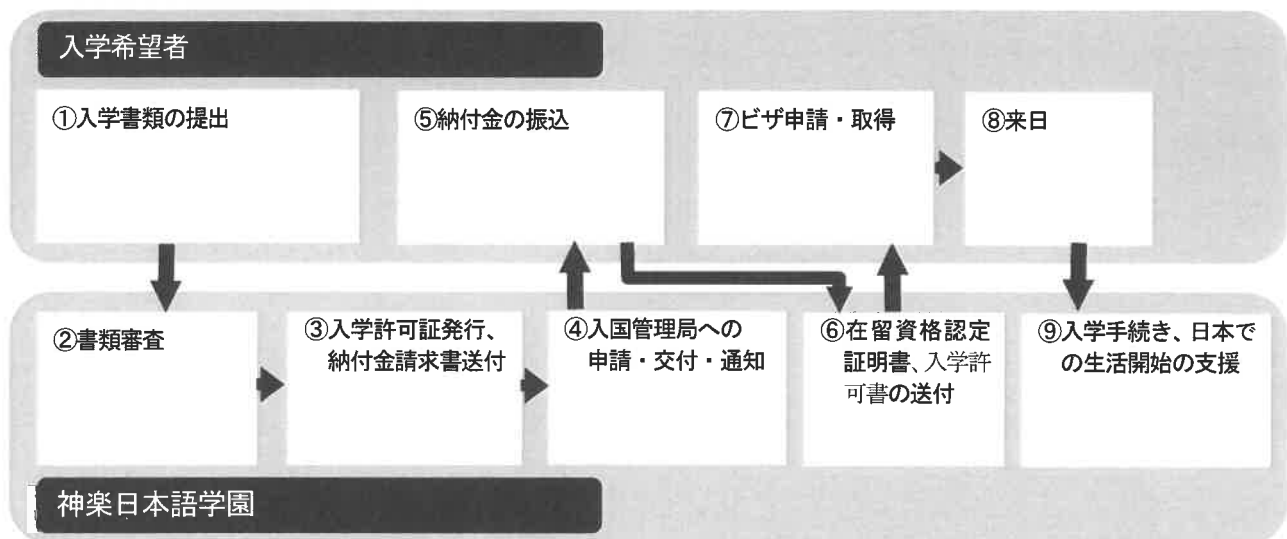 入学希望者
①入学書類の提出
⑤納付金の振込
⑦ビザ申請・取得
⑧来日
②書類審査
③入学許可証発行、
納付金請求書送付
④入国管理局への
申請・交付・通知
⑥在留資格認定
証明書、入学許
可書の送付
⑨入学手続き、日本で
の生活開始の支援
神楽日本語学園